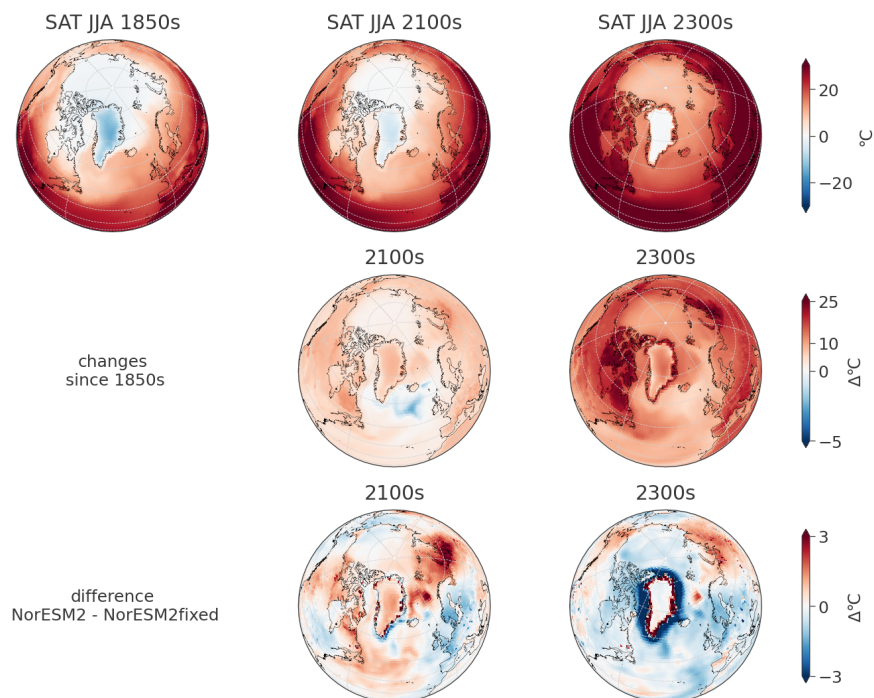 SAT JJA 1850s
SAT JJA 2100s
SAT JJA 2300s
20
0
−20
°C
2100s
2300s
changes
since 1850s
25
10
0
−5
Δ°C
2100s
2300s
difference
NorESM2 - NorESM2fixed
3
0
−3
Δ°C